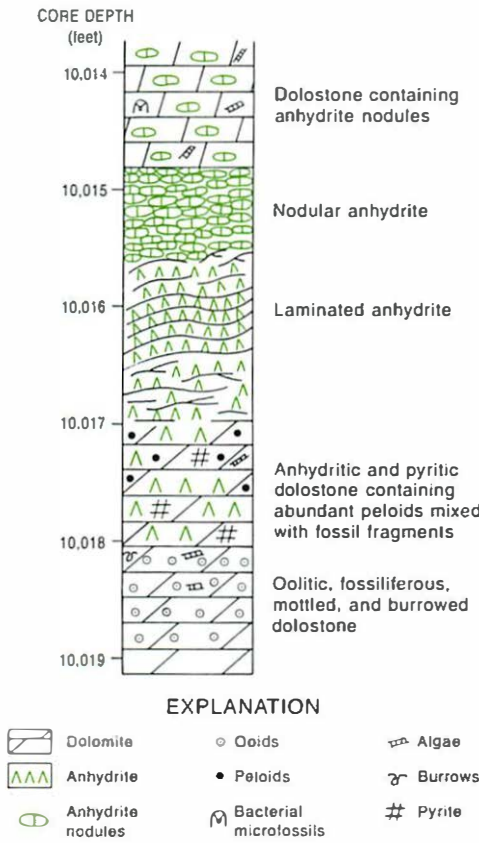 CORE DEPTH
(feet)
10,014
Dolostone containing
anhydrite nodules
10,015
Nodular anhydrite
10,016
Laminated anhydrite
10,017
Anhydritic and pyritic
dolostone containing
abundant peloids mixed
with fossil fragments
10,018
Oolitic, fossiliferous,
mottled, and burrowed
dolostone
10,019
EXPLANATION
Dolomite
Ooids
Algae
Anhydrite
Peloids
Burrows
Anhydrite
nodules
Bacterial
microfossils
Pyrite